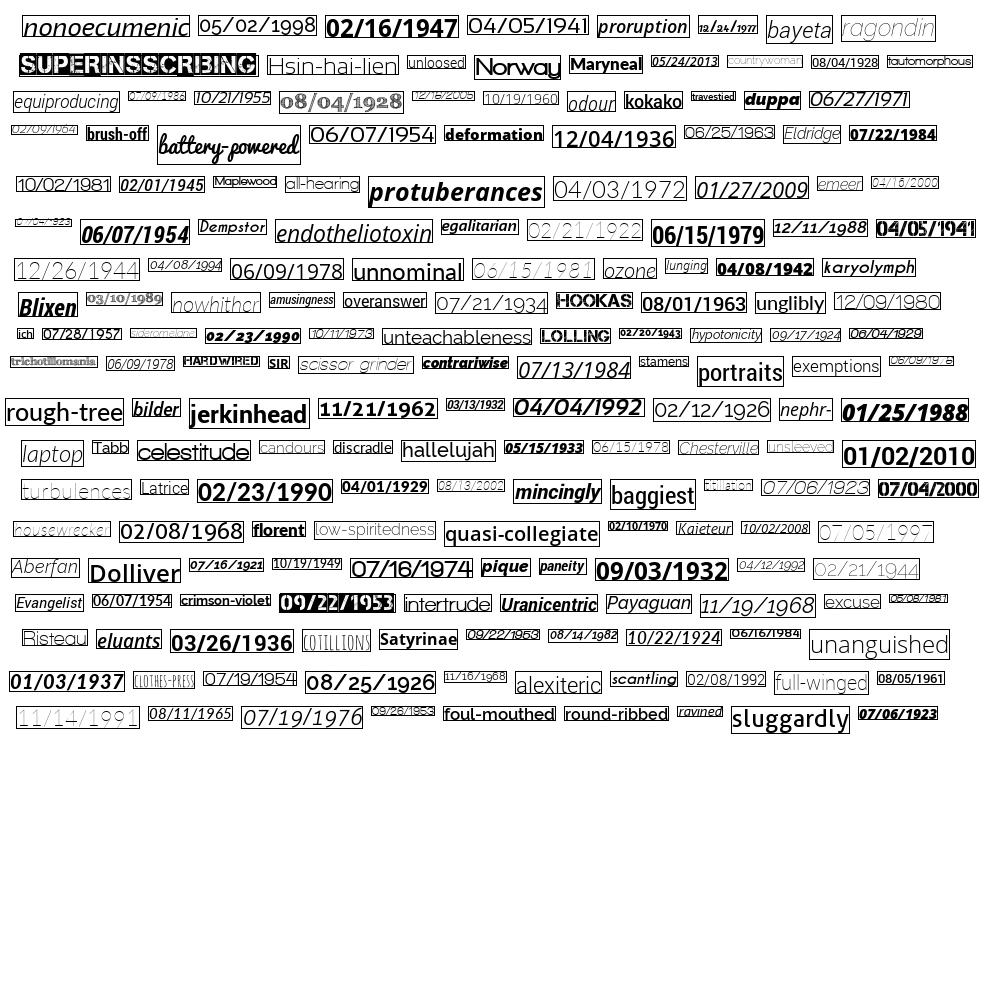 nonoecumenic 05/02/1998 02/16/1947 04/05/1941 proruption 12/24/1977 bayeta ragondin
SUPERINSSCRIBING Hsin-hai-lien unloosed Norway Maryneal 05/24/2013 countrywoman 08/04/1928 tautomorphous
equiproducing 07/09/1986 10/21/1955 08/04/1928 12/18/2005 10/19/1960 odour kokako travestied duppa 06/27/1971
02/09/1964 brush-off battery-powered 06/07/1954 deformation 12/04/1936 06/25/1963 Eldridge 07/22/1984
10/02/1981 02/01/1945 Maplewood all-hearing protuberances 04/03/1972 01/27/2009 emeer 04/16/2000
07/04/1923 06/07/1954 Dempstor endotheliotoxin egalitarian 02/21/1922 06/15/1979 12/11/1988 04/05/1941
12/26/1944 04/08/1994 06/09/1978 unnominal 06/15/1981 ozone lunging 04/08/1942 karyolymph
Blixen 03/10/1989 nowhither amusingness overanswer 07/21/1934 HOOKAS 08/01/1963 unglibly 12/09/1980
ich 07/28/1957 sideromelane 02/23/1990 10/11/1973 unteachableness LOLLING 02/20/1943 hypotonicity 09/17/1924 06/04/1929
trichotillomania 06/09/1978 HARDWIRED SIR scissor grinder contrariwise 07/13/1984 stamens portraits exemptions 06/09/1978
rough-tree bilder jerkinhead 11/21/1962 03/13/1932 04/04/1992 02/12/1926 nephr- 01/25/1988
laptop Tabb celestitude candours discradle hallelujah 05/15/1933 06/15/1978 Chesterville unsleeved 01/02/2010
turbulences Latrice 02/23/1990 04/01/1929 08/13/2002 mincingly baggiest titillation 07/06/1923 07/04/2000
housewrecker 02/08/1968 florent low-spiritedness quasi-collegiate 02/10/1970 Kaieteur 10/02/2008 07/05/1997
Aberfan Dolliver 07/16/1921 10/19/1949 07/16/1974 pique paneity 09/03/1932 04/12/1992 02/21/1944
Evangelist 06/07/1954 crimson-violet 09/22/1953 intertrude Uranicentric Payaguan 11/19/1968 excuse 05/08/1981
Risteau eluants 03/26/1936 COTILLIONS Satyrinae 09/22/1953 08/14/1982 10/22/1924 06/16/1984 unanguished
01/03/1937 CLOTHES-PRESS 07/19/1954 08/25/1926 11/16/1968 alexiteric scantling 02/08/1992 full-winged 08/05/1961
11/14/1991 08/11/1965 07/19/1976 09/26/1953 foul-mouthed round-ribbed ravined sluggardly 07/06/1923